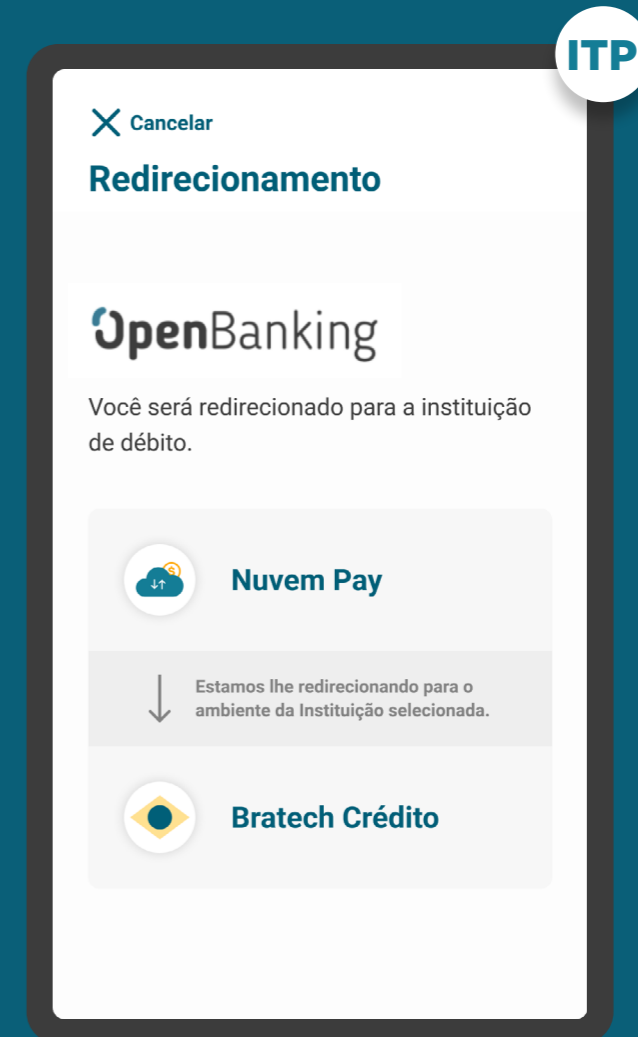 ITP
Cancelar
Redirecionamento
OpenBanking
Você será redirecionado para a instituição
de débito.
$
Nuvem Pay
Estamos lhe redirecionando para o
ambiente da Instituição selecionada.
Bratech Crédito